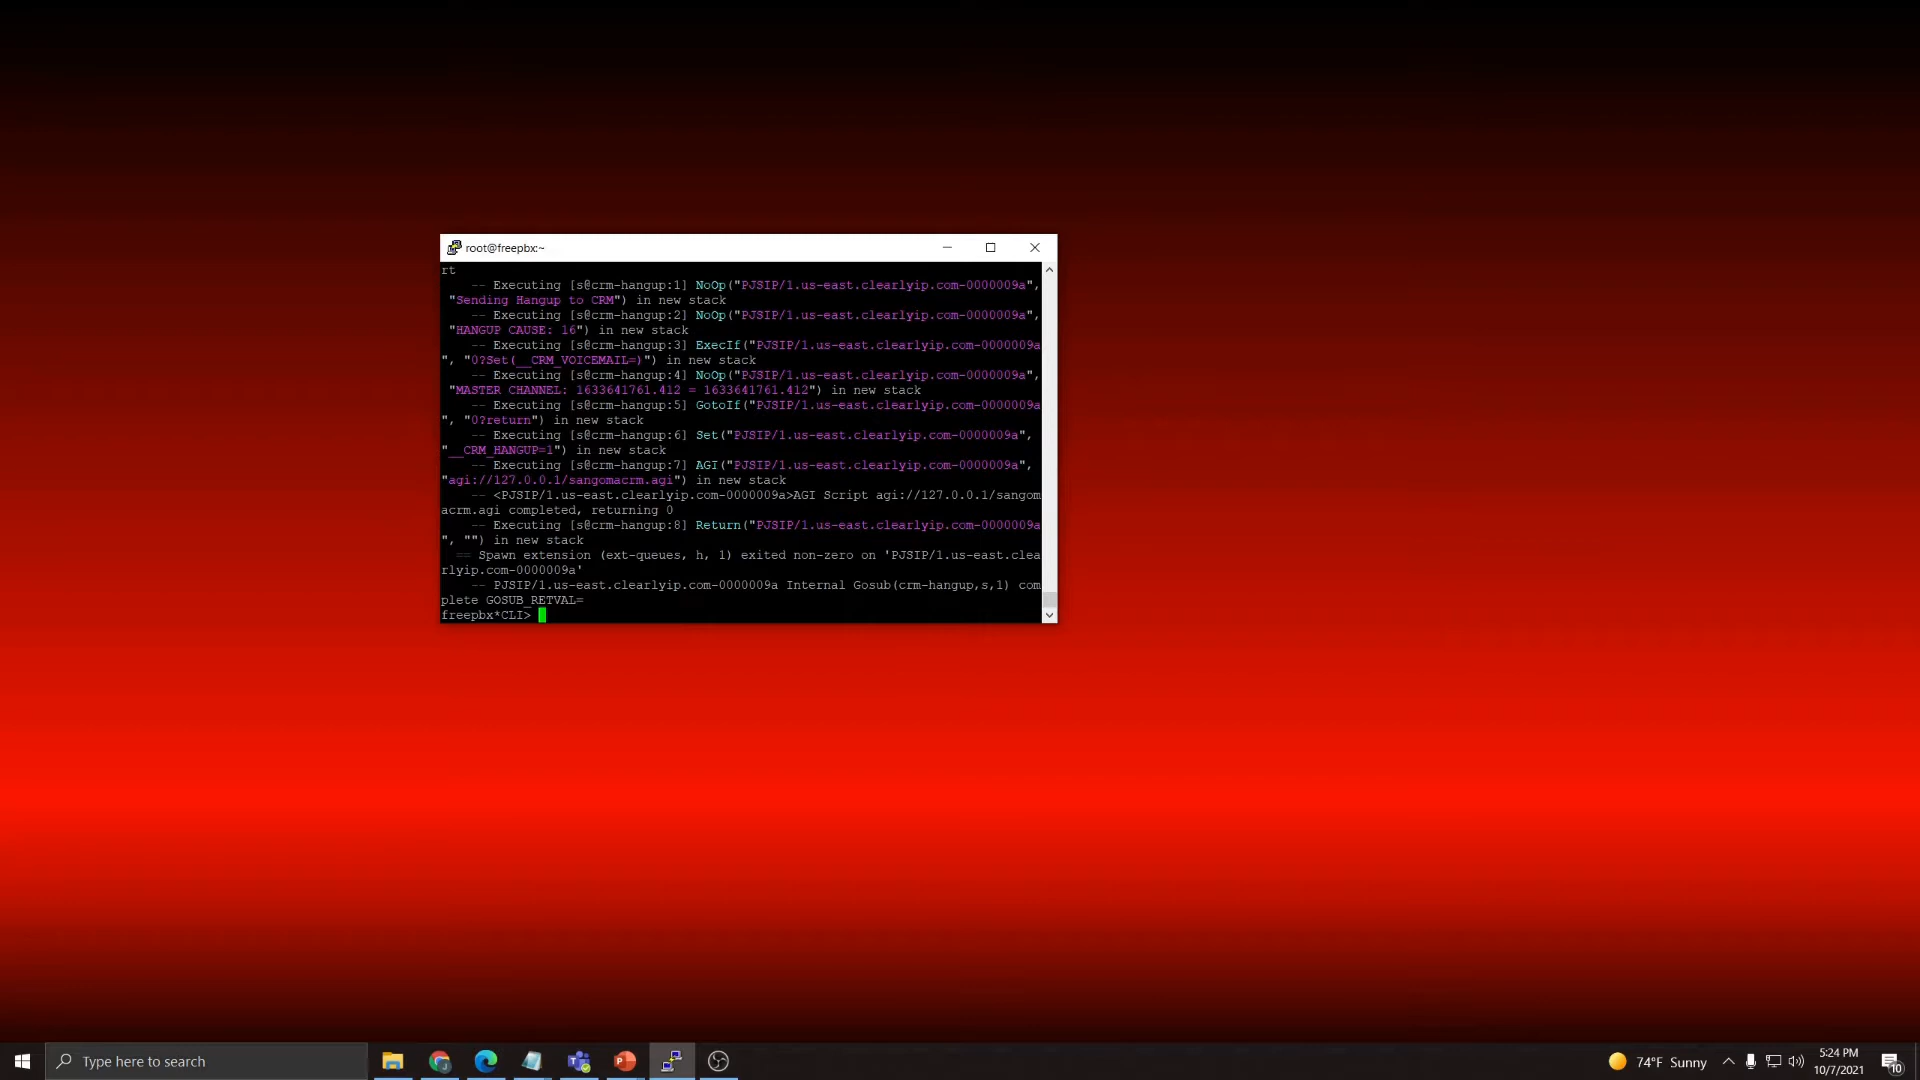 root@freepbx:~
rt
-- Executing [s@crm-hangup:1] NoOp("PJSIP/1.us-east.clearlyip.com-0000009a",
"Sending Hangup to CRM") in new stack
-- Executing [s@crm-hangup:2] NoOp("PJSIP/1.us-east.clearlyip.com-0000009a",
"HANGUP CAUSE: 16") in new stack
-- Executing [s@crm-hangup:3] ExecIf("PJSIP/1.us-east.clearlyip.com-0000009a
", "0?Set(__CRM_VOICEMAIL=)") in new stack
-- Executing [s@crm-hangup:4] NoOp("PJSIP/1.us-east.clearlyip.com-0000009a",
"MASTER CHANNEL: 1633641761.412 = 1633641761.412") in new stack
-- Executing [s@crm-hangup:5] GotoIf("PJSIP/1.us-east.clearlyip.com-0000009a
", "0?return") in new stack
-- Executing [s@crm-hangup:6] Set("PJSIP/1.us-east.clearlyip.com-0000009a",
"__CRM_HANGUP=1") in new stack
-- Executing [s@crm-hangup:7] AGI("PJSIP/1.us-east.clearlyip.com-0000009a",
"agi://127.0.0.1/sangomacrm.agi") in new stack
-- <PJSIP/1.us-east.clearlyip.com-0000009a>AGI Script agi://127.0.0.1/sangom
acrm.agi completed, returning 0
-- Executing [s@crm-hangup:8] Return("PJSIP/1.us-east.clearlyip.com-0000009a
", "") in new stack
== Spawn extension (ext-queues, h, 1) exited non-zero on 'PJSIP/1.us-east.clea
rlyip.com-0000009a'
-- PJSIP/1.us-east.clearlyip.com-0000009a Internal Gosub(crm-hangup,s,1) com
plete GOSUB_RETVAL=
freepbx*CLI>
Type here to search
74°F Sunny
5:24 PM
10/7/2021
10